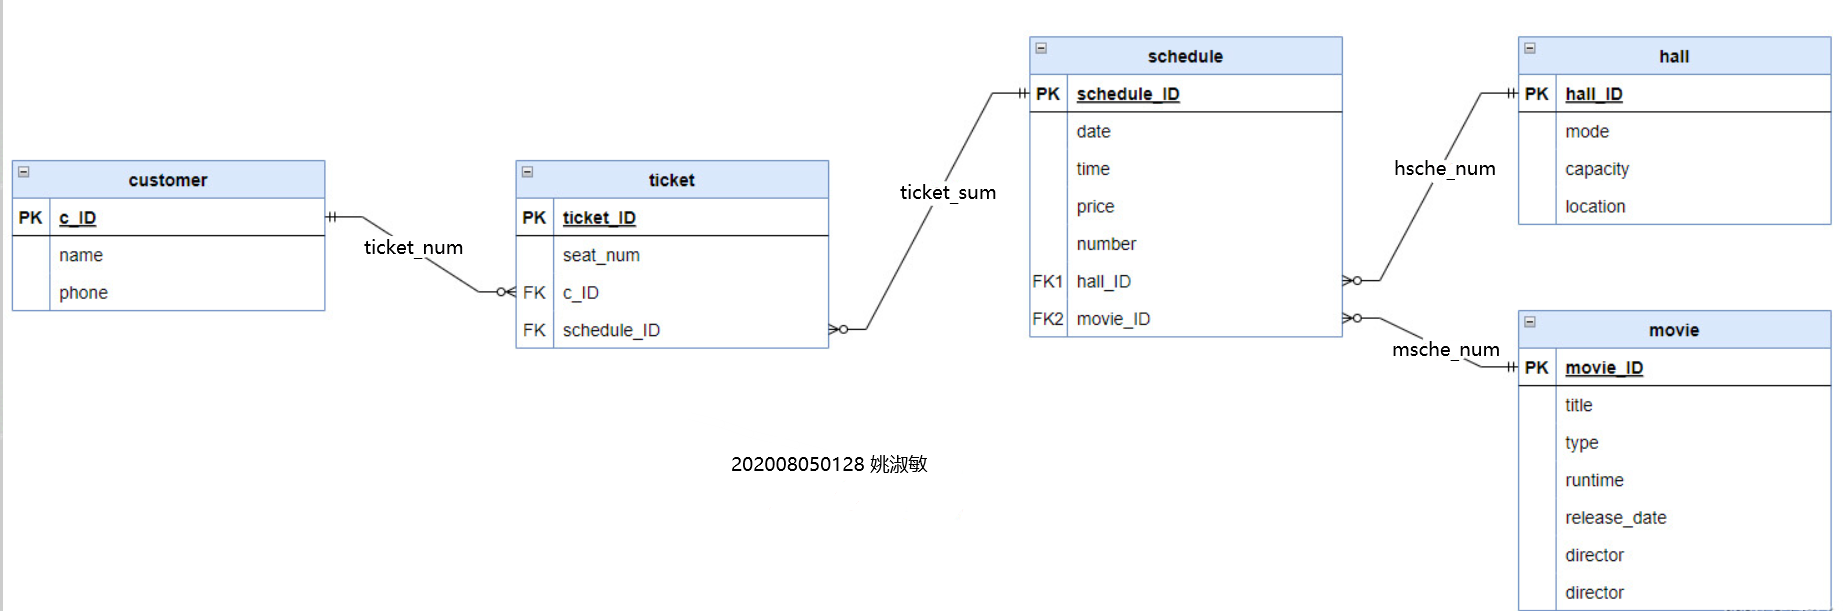 customer
PK c_ID
name
phone
ticket_num
ticket
PK ticket_ID
seat_num
FK c_ID
FK schedule_ID
ticket_sum
schedule
PK schedule_ID
date
time
price
number
FK1 hall_ID
FK2 movie_ID
hsche_num
hall
PK hall_ID
mode
capacity
location
msche_num
movie
PK movie_ID
title
type
runtime
release_date
director
director
202008050128 姚淑敏